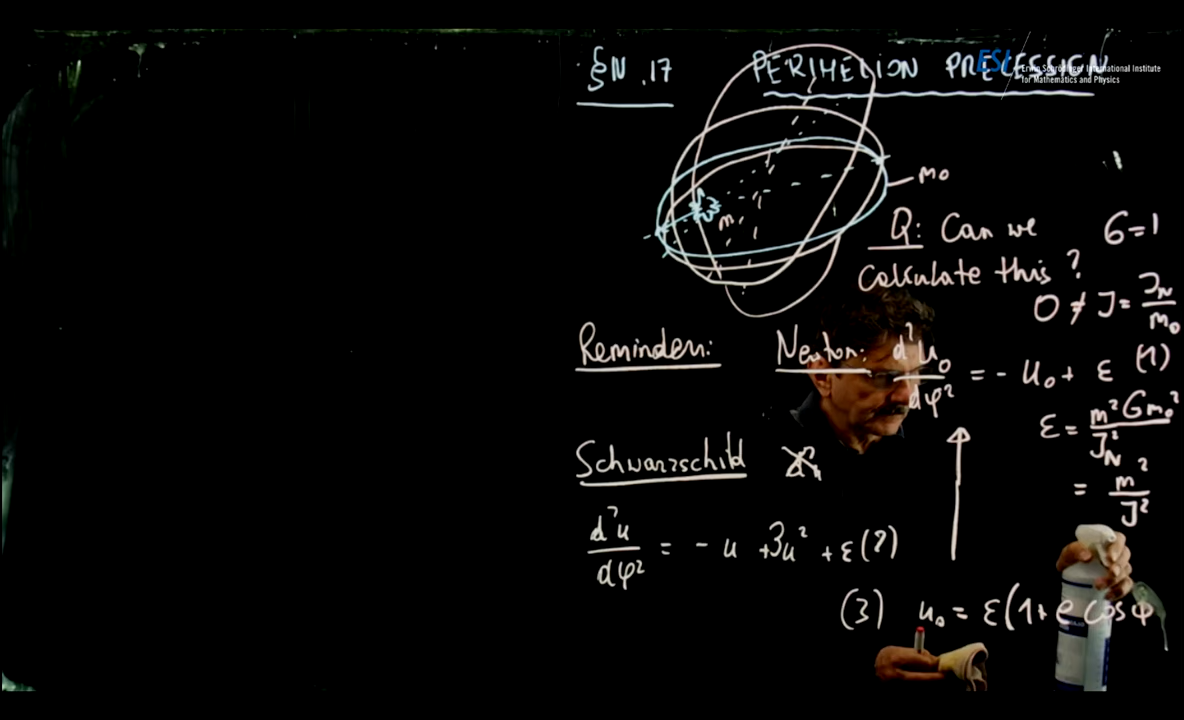 §N.17 PERIHELION PRECESSION
ESI Erwin Schrödinger International Institute
for Mathematics and Physics
m₀
m
Q: Can we
calculate this?
G=1
0 ≠ J = J_N/m₀
Reminder: Newton: d²u₀/dφ² = - u₀ + ε (1)
ε = m²Gm₀²/J_N²
= m²/J²
Schwarzschild
d²u/dφ² = - u + 3u² + ε (2)
(3) u₀ = ε(1+ e cos φ